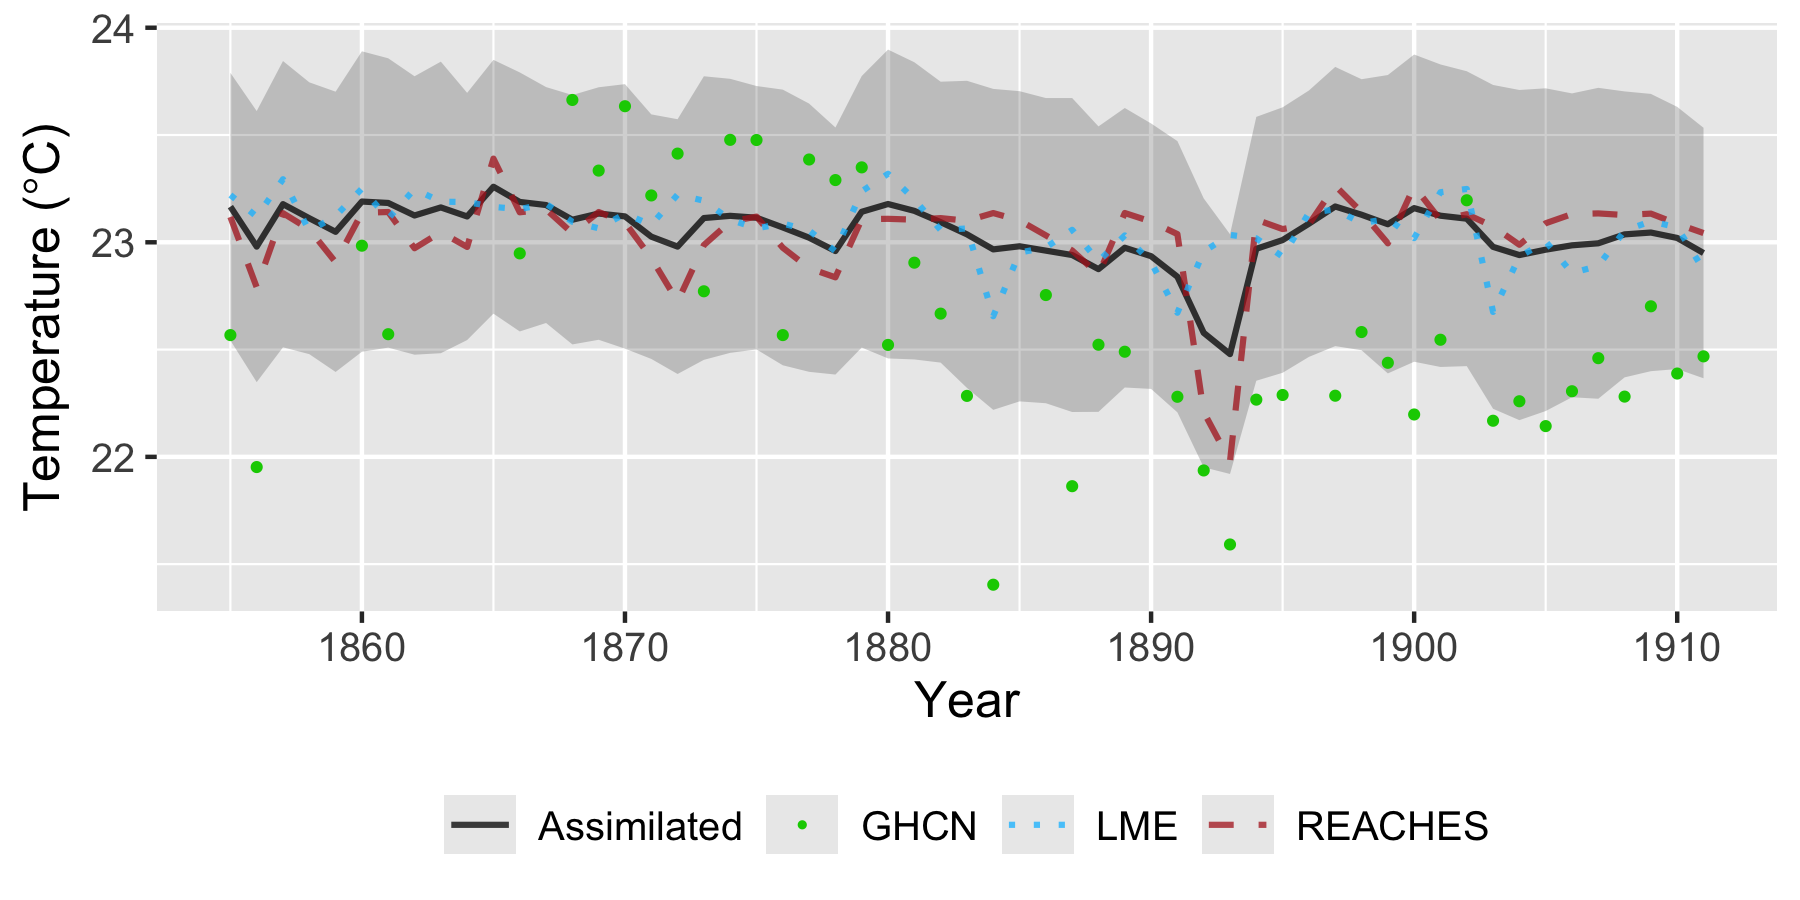 Temperature (°C)
24
23
22
1860 1870 1880 1890 1900 1910
Year
Assimilated GHCN LME REACHES